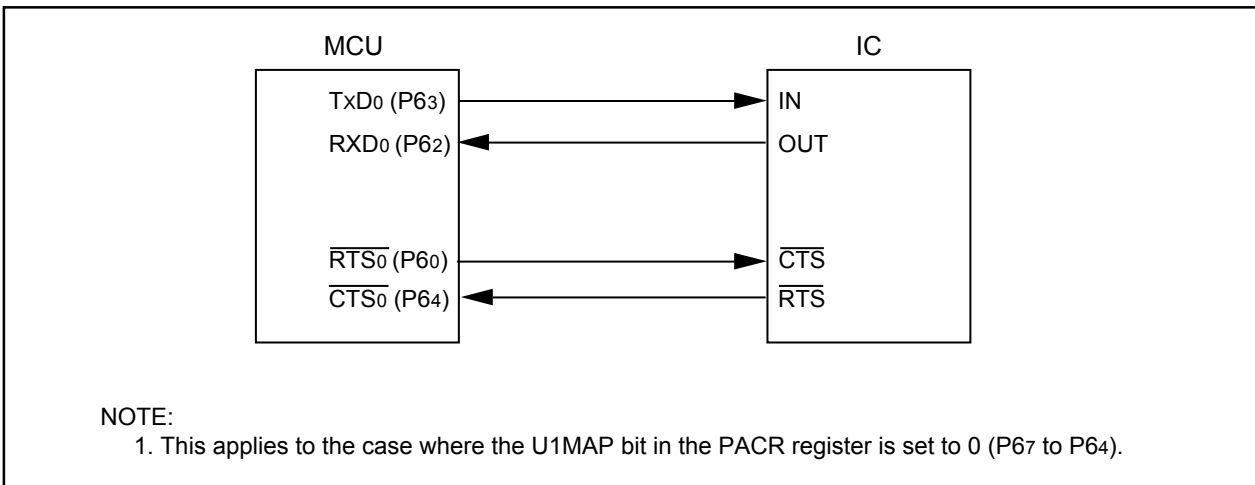 MCU IC
TxD0 (P63) IN
RXD0 (P62) OUT
RTS0 (P60) CTS
CTS0 (P64) RTS
NOTE:
1. This applies to the case where the U1MAP bit in the PACR register is set to 0 (P67 to P64).